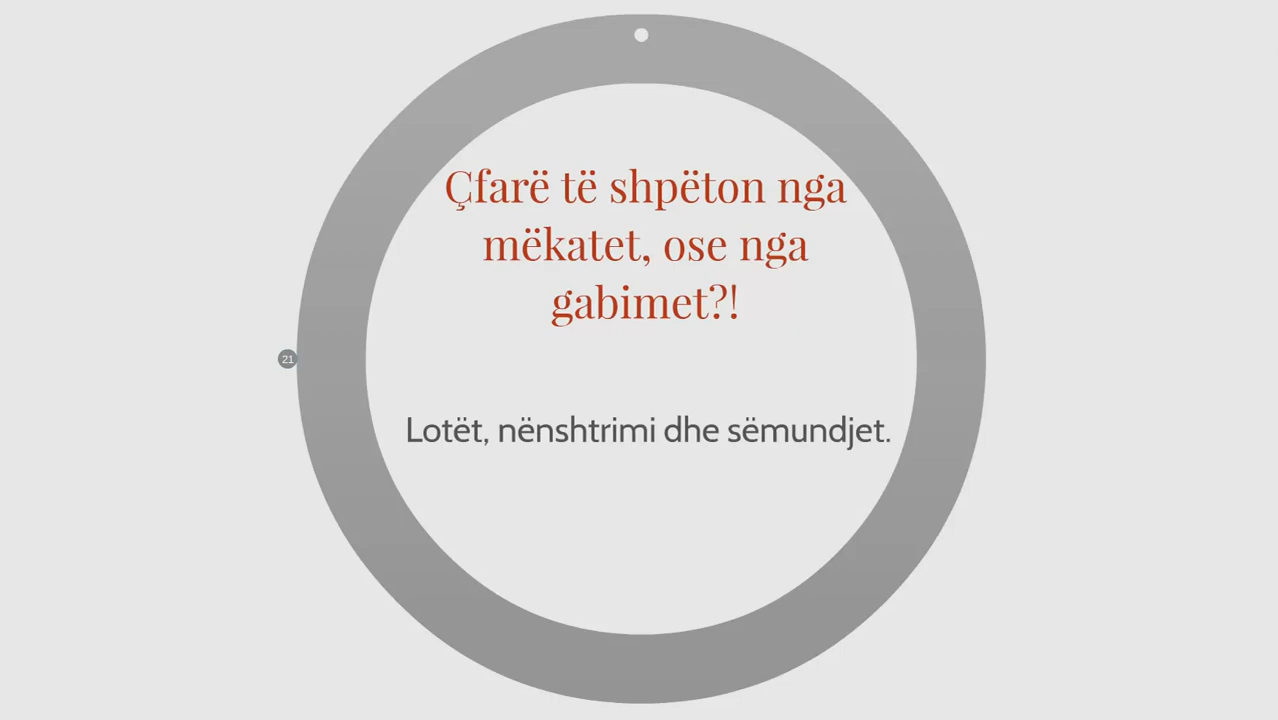 Çfarë të shpëton nga
mëkatet, ose nga
gabimet?!
21
Lotët, nënshtrimi dhe sëmundjet.